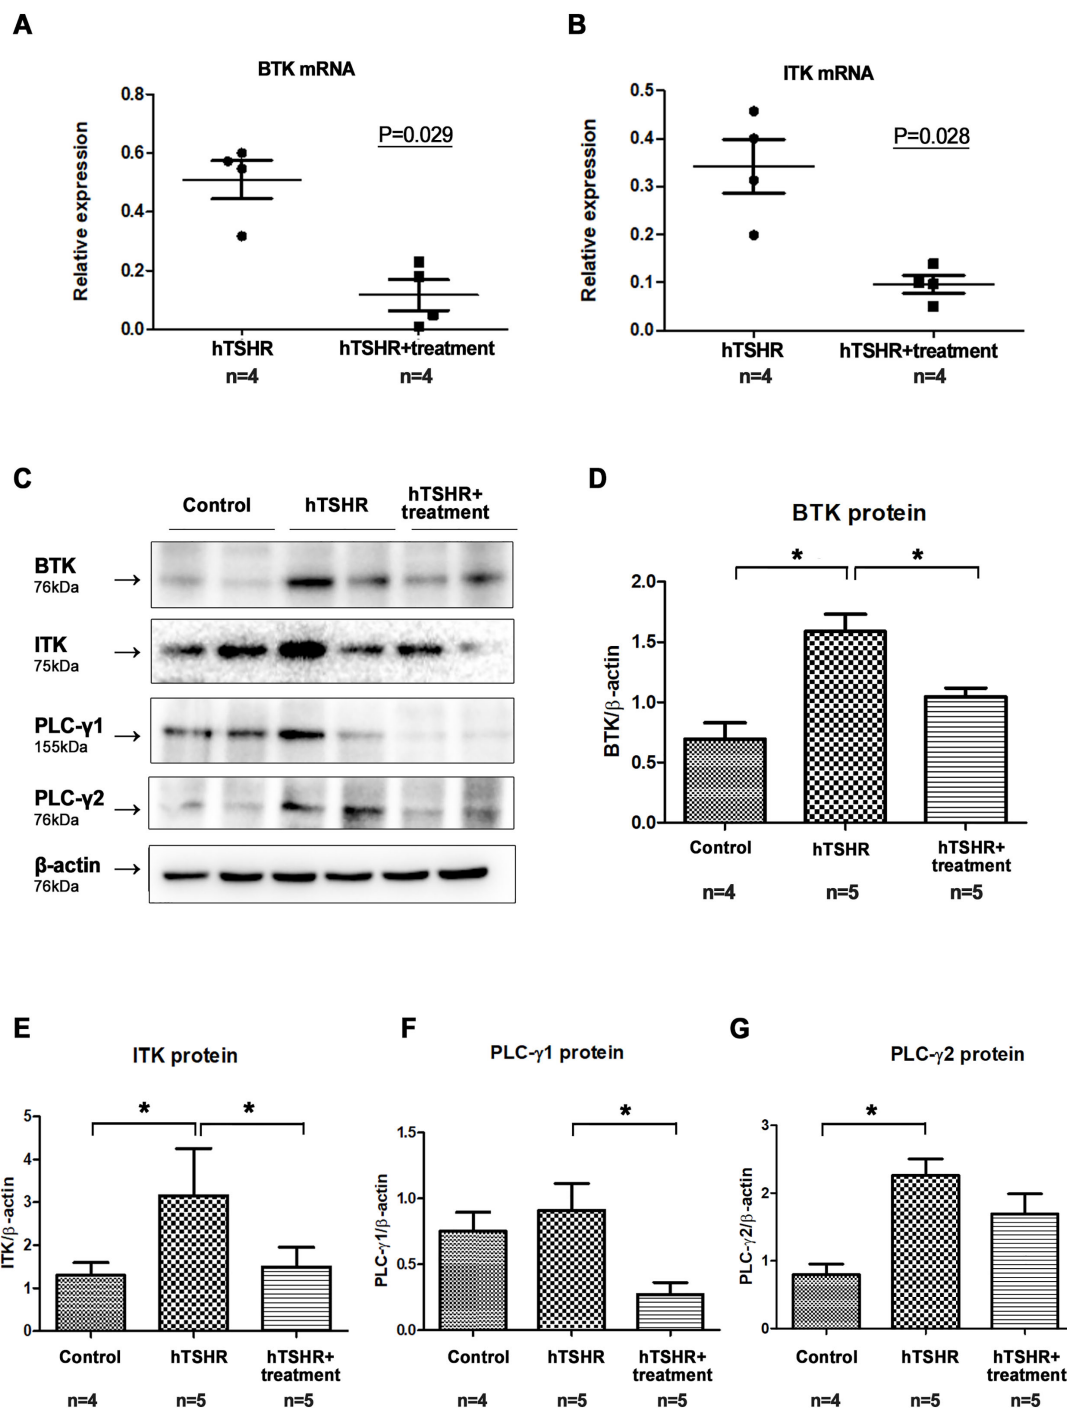 A
BTK mRNA
Relative expression
0.8
0.6
0.4
0.2
0.0
P=0.029
hTSHR
hTSHR+treatment
n=4
n=4
B
ITK mRNA
Relative expression
0.5
0.4
0.3
0.2
0.1
0.0
P=0.028
hTSHR
hTSHR+treatment
n=4
n=4
C
Control
hTSHR
hTSHR+
treatment
BTK
76kDa
ITK
75kDa
PLC-γ1
155kDa
PLC-γ2
76kDa
β-actin
76kDa
D
BTK protein
BTK/β-actin
2.0
1.5
1.0
0.5
0.0
*
*
Control
hTSHR
hTSHR+
treatment
n=4
n=5
n=5
E
ITK protein
ITK/β-actin
5
4
3
2
1
0
*
*
Control
hTSHR
hTSHR+
treatment
n=4
n=5
n=5
F
PLC-γ1 protein
PLC-γ1/β-actin
1.5
1.0
0.5
0.0
*
Control
hTSHR
hTSHR+
treatment
n=4
n=5
n=5
G
PLC-γ2 protein
PLC-γ2/β-actin
3
2
1
0
*
Control
hTSHR
hTSHR+
treatment
n=4
n=5
n=5